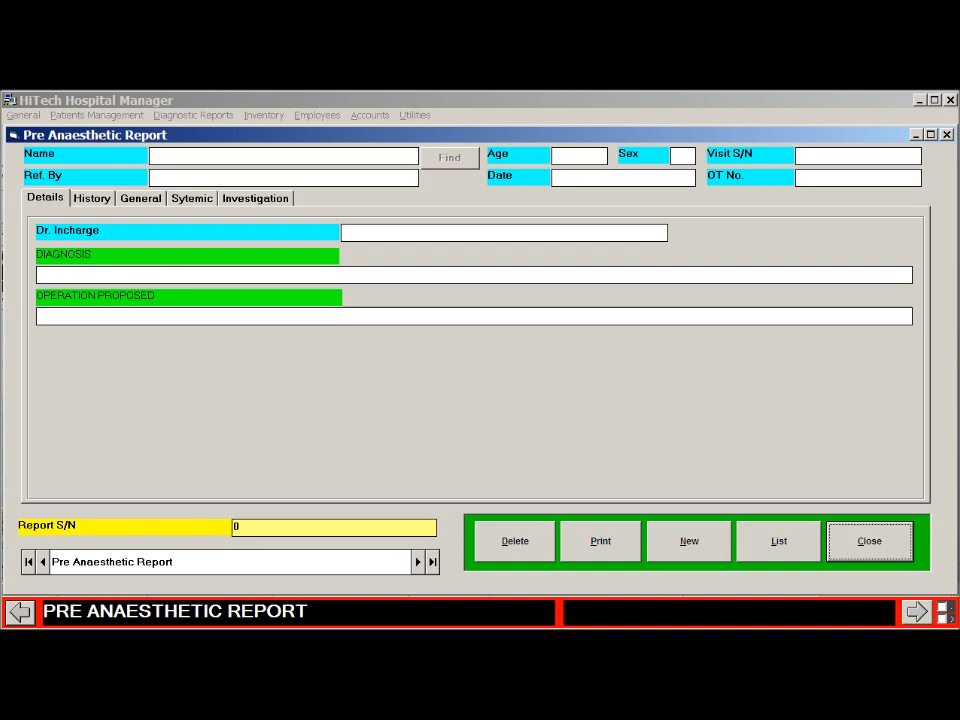 HiTech Hospital Manager
General Patients Management Diagnostic Reports Inventory Employees Accounts Utilities
Pre Anaesthetic Report
Name Find Age Sex Visit S/N
Ref. By Date OT No.
Details History General Sytemic Investigation
Dr. Incharge
DIAGNOSIS
OPERATION PROPOSED
Report S/N 0
Delete Print New List Close
Pre Anaesthetic Report
PRE ANAESTHETIC REPORT